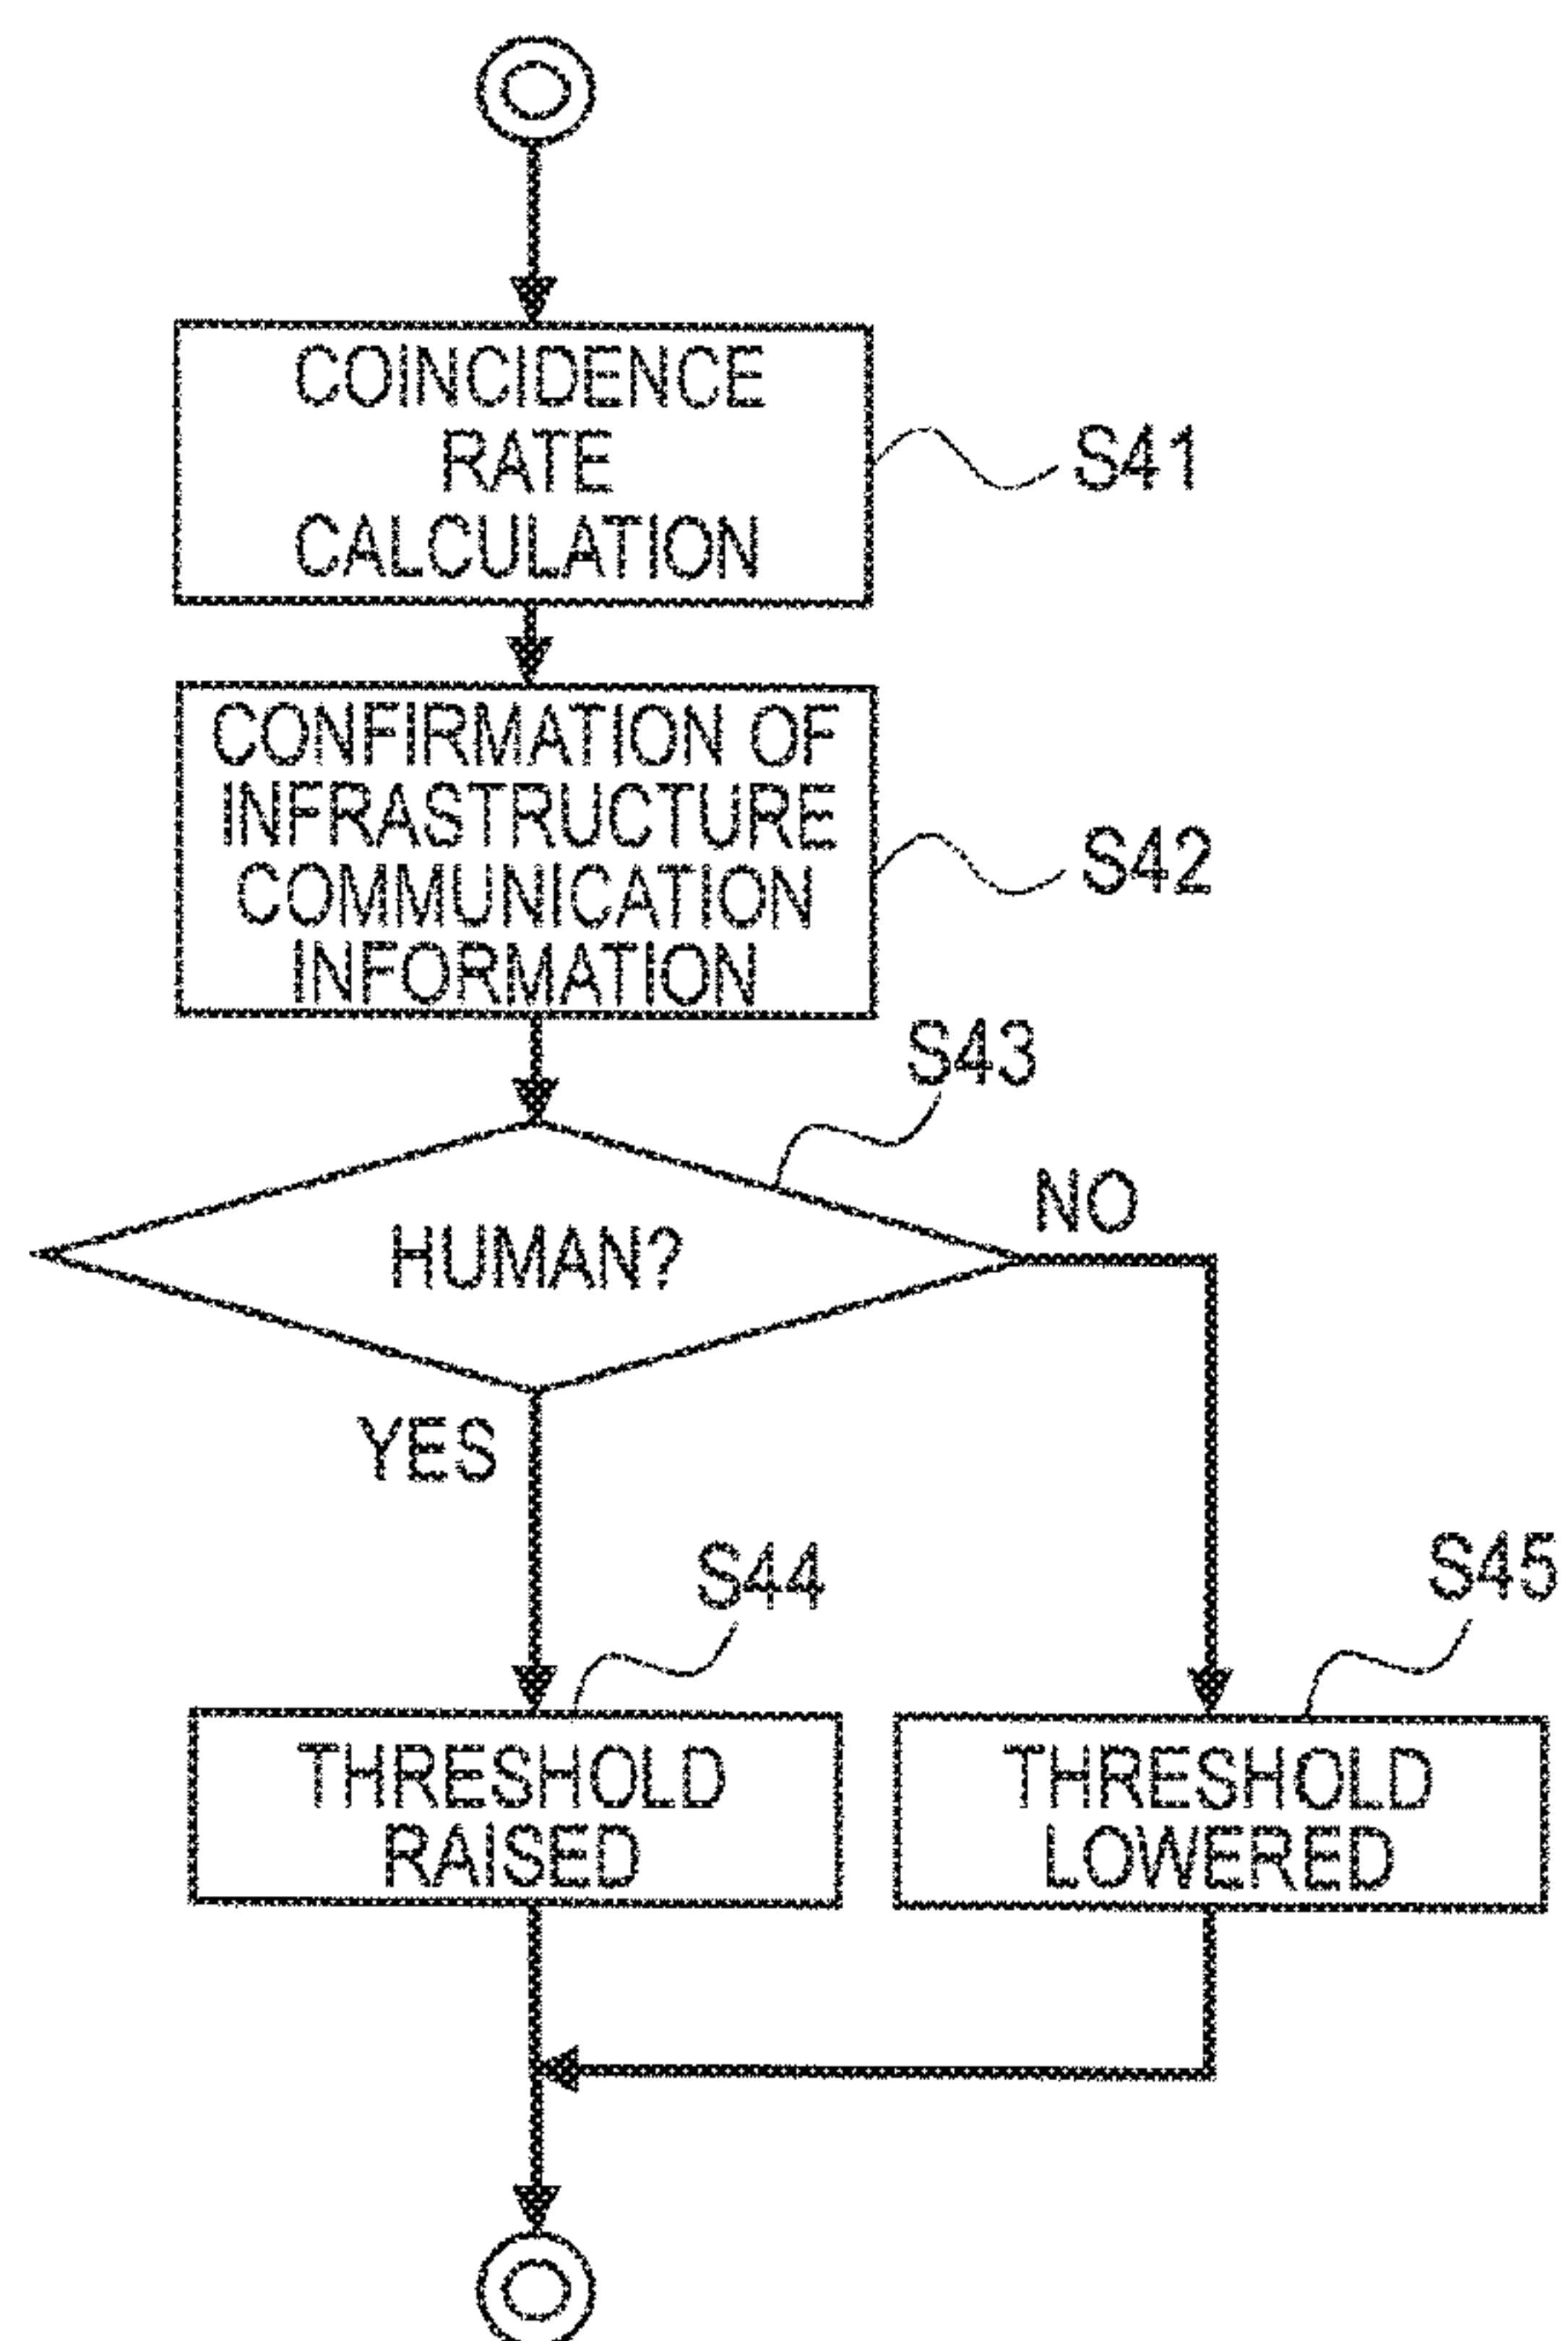 COINCIDENCE
RATE
CALCULATION
S41
CONFIRMATION OF
INFRASTRUCTURE
COMMUNICATION
INFORMATION
S42
S43
HUMAN?
NO
YES
S44
S45
THRESHOLD
RAISED
THRESHOLD
LOWERED